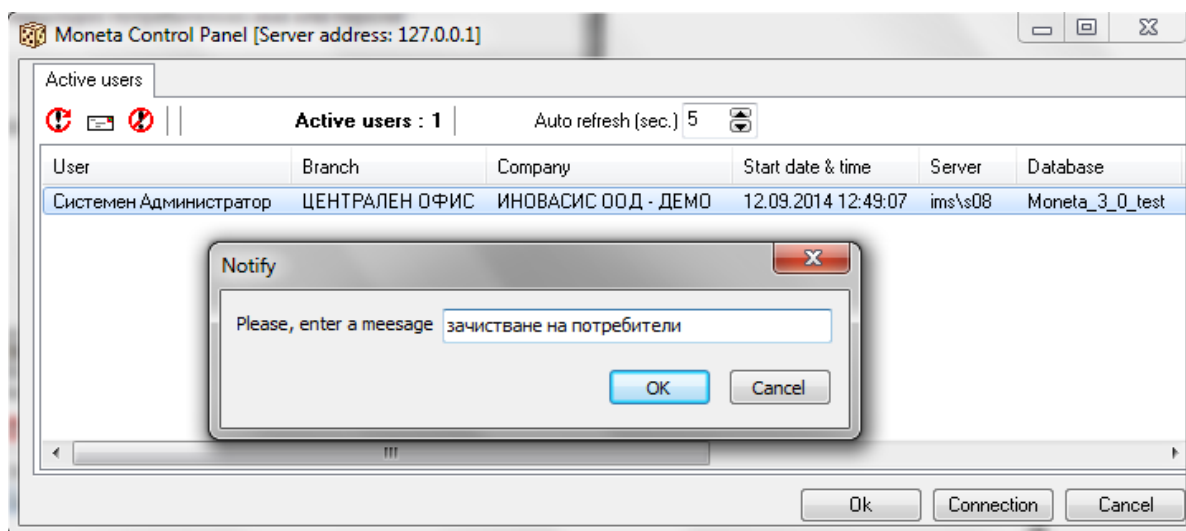 Moneta Control Panel [Server address: 127.0.0.1]
Active users
Active users : 1 Auto refresh (sec.) 5
User Branch Company Start date & time Server Database
Системен Администратор ЦЕНТРАЛЕН ОФИС ИНОВАСИС ООД - ДЕМО 12.09.2014 12:49:07 ims\s08 Moneta_3_0_test
Notify
Please, enter a meesage зачистване на потребители
OK Cancel
Ok Connection Cancel